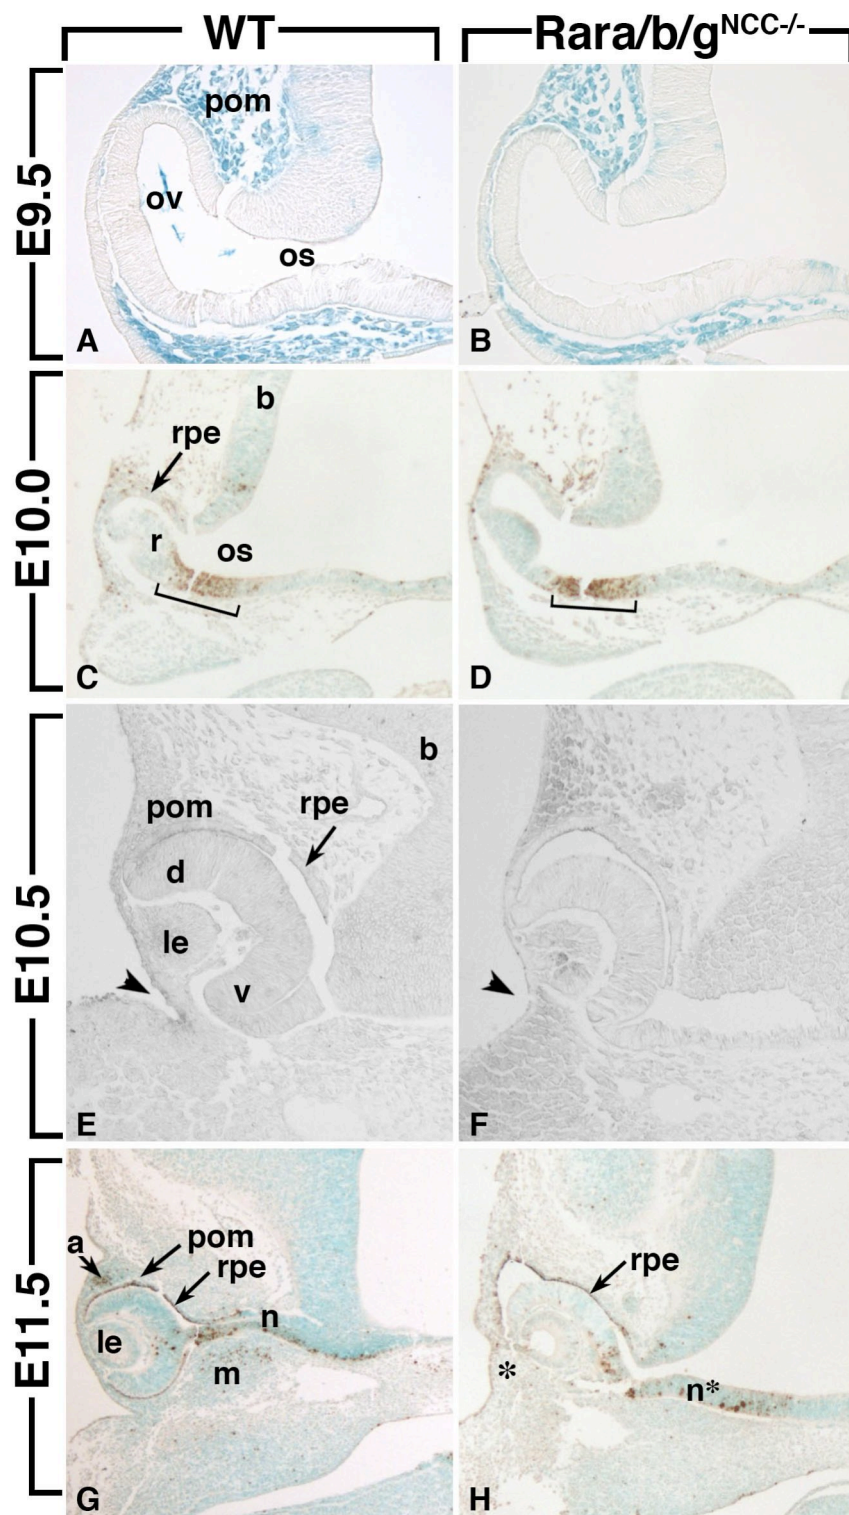 WT Rara/b/gNCC-/-
E9.5
pom
ov
os
A B
E10.0
b
rpe
r os
C D
E10.5
b
pom rpe
d
le
v
E F
E11.5
a pom
rpe rpe
n
le
m
* n*
G H